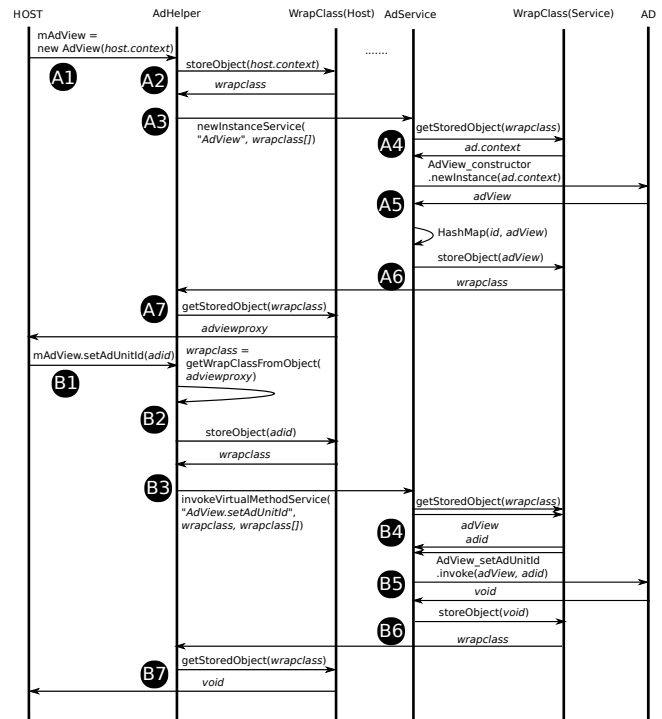 HOST
AdHelper
WrapClass(Host)
AdService
WrapClass(Service)
AD
mAdView =
new AdView(host.context)
.......
A1
storeObject(host.context)
A2
wrapclass
A3
newInstanceService(
"AdView", wrapclass[])
getStoredObject(wrapclass)
A4
ad.context
AdView_constructor
.newInstance(ad.context)
A5
adView
HashMap(id, adView)
storeObject(adView)
A6
wrapclass
A7
getStoredObject(wrapclass)
adviewproxy
mAdView.setAdUnitId(adid)
wrapclass =
getWrapClassFromObject(
adviewproxy)
B1
B2
storeObject(adid)
wrapclass
B3
invokeVirtualMethodService(
"AdView.setAdUnitId",
wrapclass, wrapclass[])
getStoredObject(wrapclass)
adView
B4
adid
AdView_setAdUnitId
.invoke(adView, adid)
B5
void
storeObject(void)
B6
wrapclass
getStoredObject(wrapclass)
B7
void